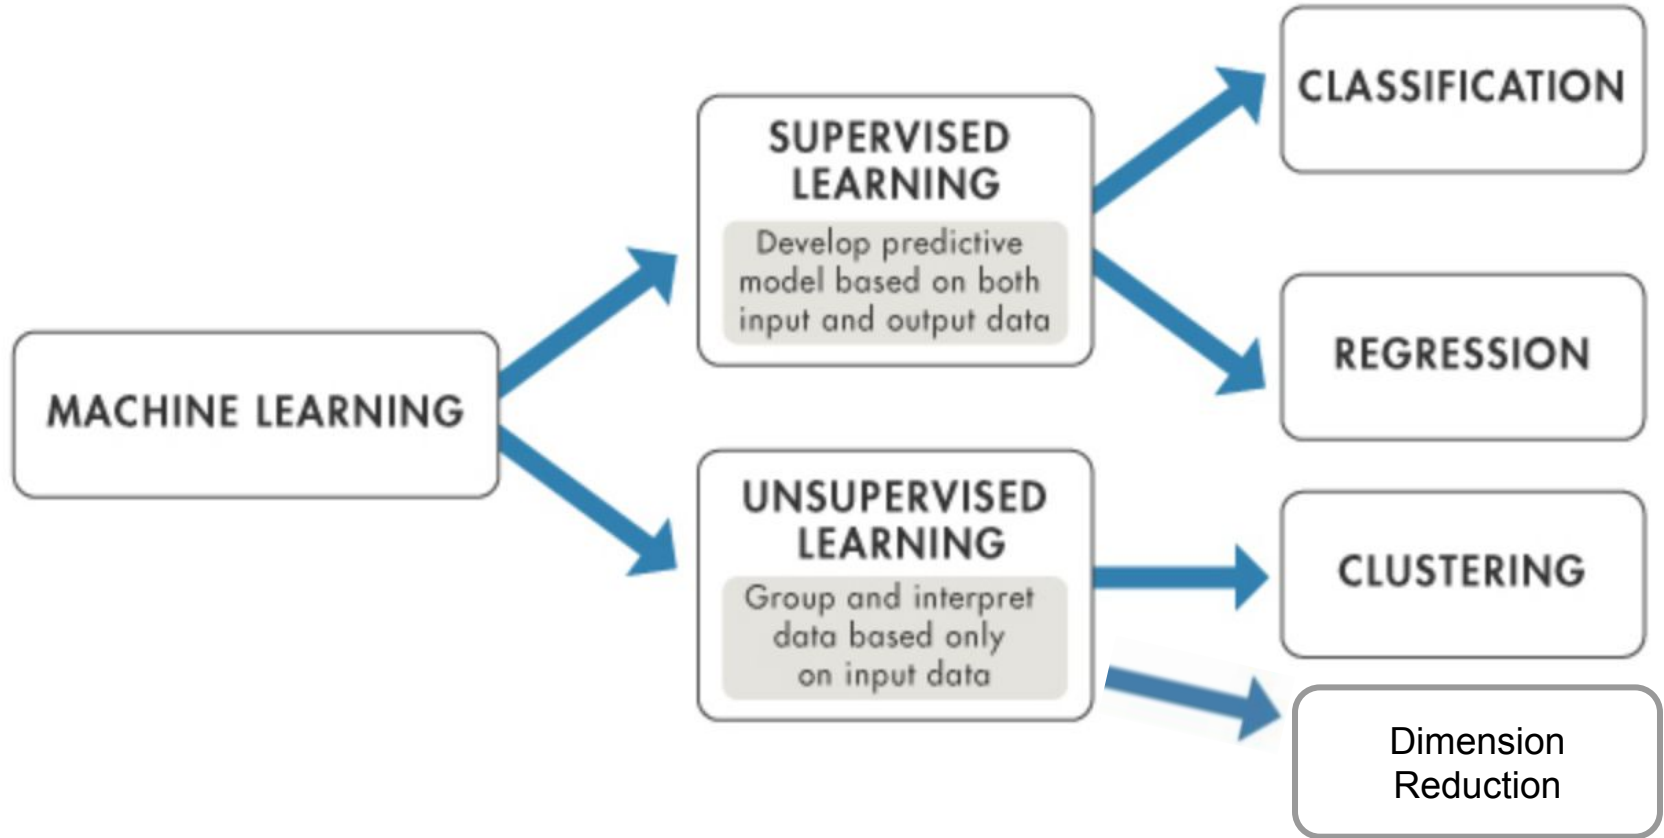 MACHINE LEARNING
SUPERVISED
LEARNING
Develop predictive
model based on both
input and output data
CLASSIFICATION
REGRESSION
UNSUPERVISED
LEARNING
Group and interpret
data based only
on input data
CLUSTERING
Dimension
Reduction